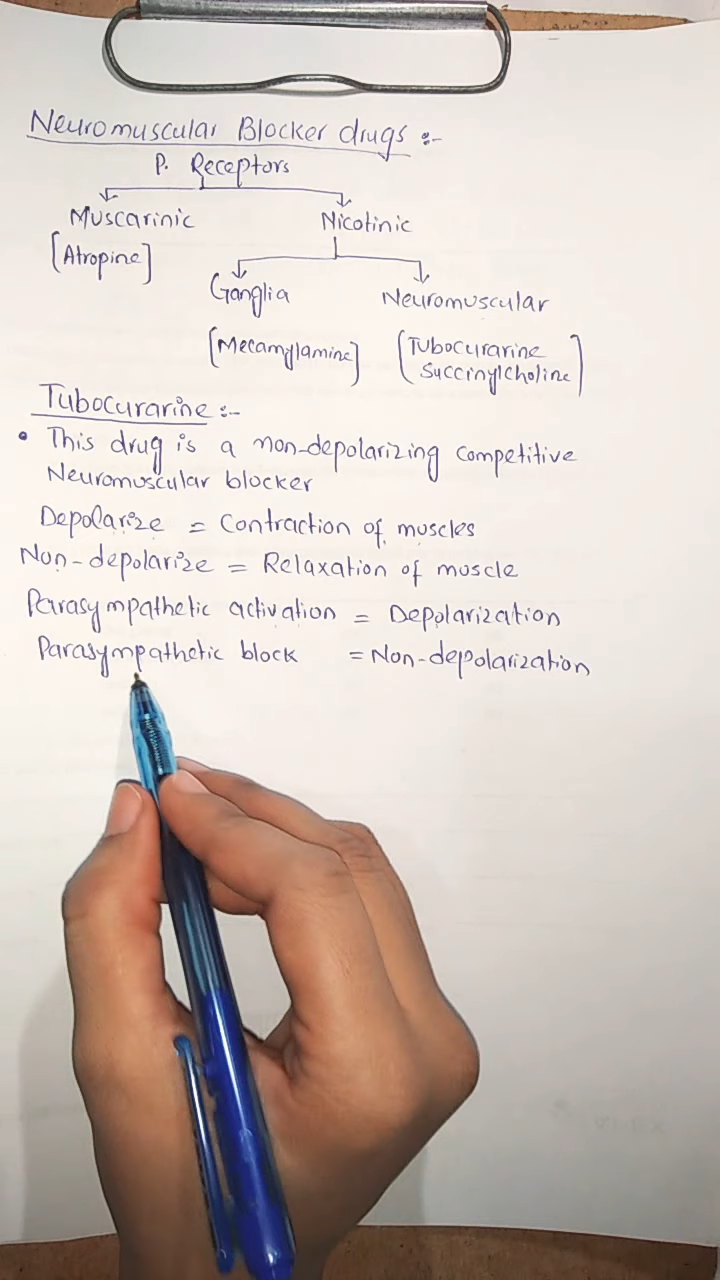 Neuromuscular Blocker drugs :-
P. Receptors
Muscarinic Nicotinic
[Atropine]
Ganglia Neuromuscular
[Mecamylamine] [Tubocurarine
Succinylcholine]
Tubocurarine :-
• This drug is a non-depolarizing competitive
Neuromuscular blocker
Depolarize = Contraction of muscles
Non-depolarize = Relaxation of muscle
Parasympathetic activation = Depolarization
Parasympathetic block = Non-depolarization